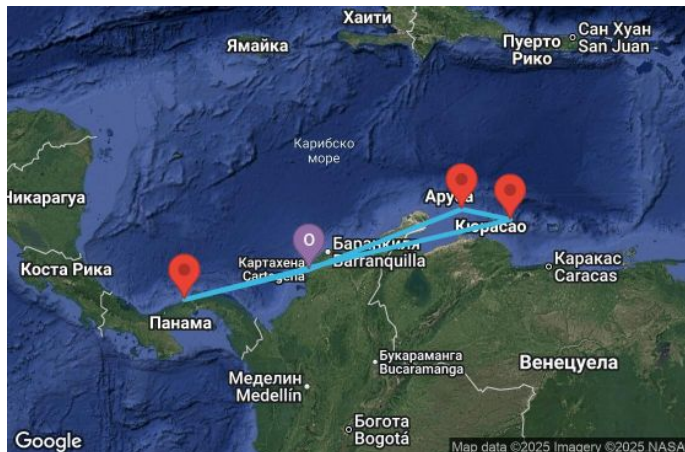 Хаити
Ямайка
Пуерто
Рико
Сан Хуан
San Juan
Карибско
море
Никарагуа
Аруба
Кюрасао
O
Баранкиля
Barranquilla
Картахена
Cartagena
Каракас
Caracas
Коста Рика
Панама
Букараманга
Bucaramanga
Венецуела
Меделин
Medellín
Богота
Bogotá
Google
Map data ©2025 Imagery ©2025 NASA